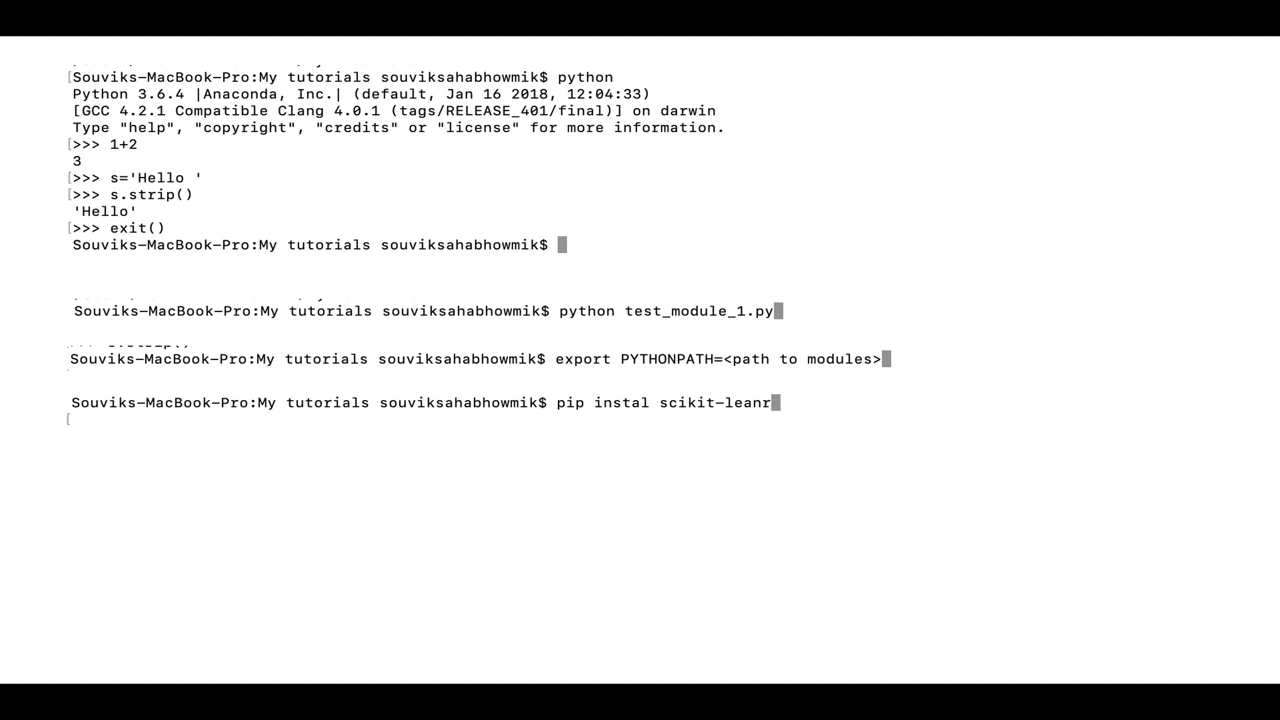 [Souviks-MacBook-Pro:My tutorials souviksahabhowmik$ python
Python 3.6.4 |Anaconda, Inc.| (default, Jan 16 2018, 12:04:33)
[GCC 4.2.1 Compatible Clang 4.0.1 (tags/RELEASE_401/final)] on darwin
Type "help", "copyright", "credits" or "license" for more information.
[>>> 1+2
3
[>>> s='Hello '
[>>> s.strip()
'Hello'
[>>> exit()
Souviks-MacBook-Pro:My tutorials souviksahabhowmik$
Souviks-MacBook-Pro:My tutorials souviksahabhowmik$ python test_module_1.py
Souviks-MacBook-Pro:My tutorials souviksahabhowmik$ export PYTHONPATH=<path to modules>
Souviks-MacBook-Pro:My tutorials souviksahabhowmik$ pip instal scikit-leanr
[